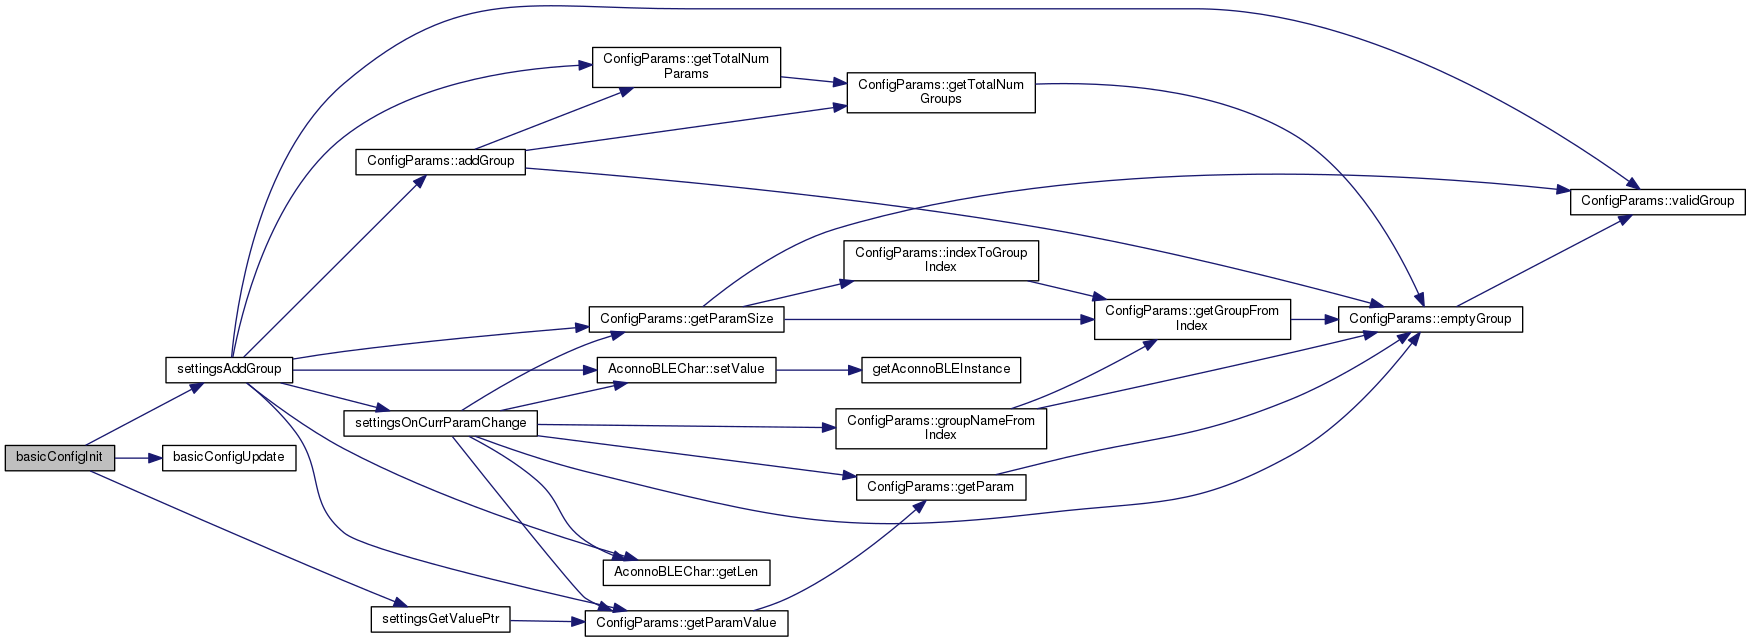 ConfigParams::getTotalNum
Params
ConfigParams::getTotalNum
Groups
ConfigParams::addGroup
ConfigParams::validGroup
ConfigParams::indexToGroup
Index
ConfigParams::getParamSize
ConfigParams::getGroupFrom
Index
ConfigParams::emptyGroup
settingsAddGroup
AconnoBLEChar::setValue
getAconnoBLEInstance
settingsOnCurrParamChange
ConfigParams::groupNameFrom
Index
basicConfigInit
basicConfigUpdate
ConfigParams::getParam
AconnoBLEChar::getLen
settingsGetValuePtr
ConfigParams::getParamValue